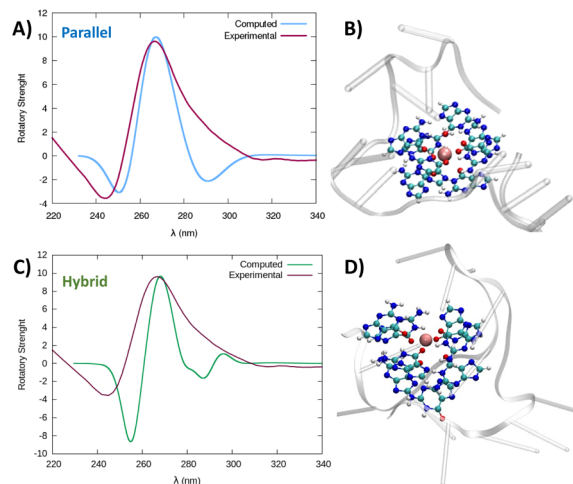 A) Parallel
Computed
Experimental
Rotatory Strenght
12
10
8
6
4
2
0
-2
-4
220 240 260 280 300 320 340
λ (nm)
B)
C) Hybrid
Computed
Experimental
Rotatory Strenght
12
10
8
6
4
2
0
-2
-4
-6
-8
-10
220 240 260 280 300 320 340
λ (nm)
D)